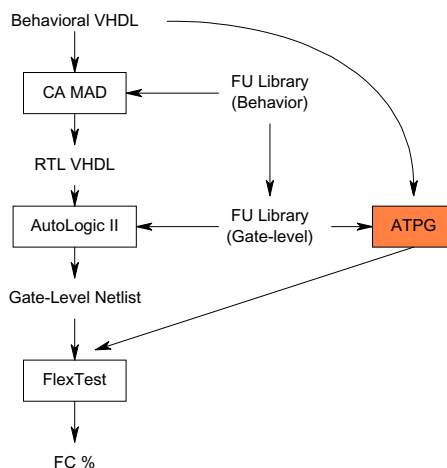 Behavioral VHDL
CA MAD
FU Library
(Behavior)
RTL VHDL
AutoLogic II
FU Library
(Gate-level)
ATPG
Gate-Level Netlist
FlexTest
FC %